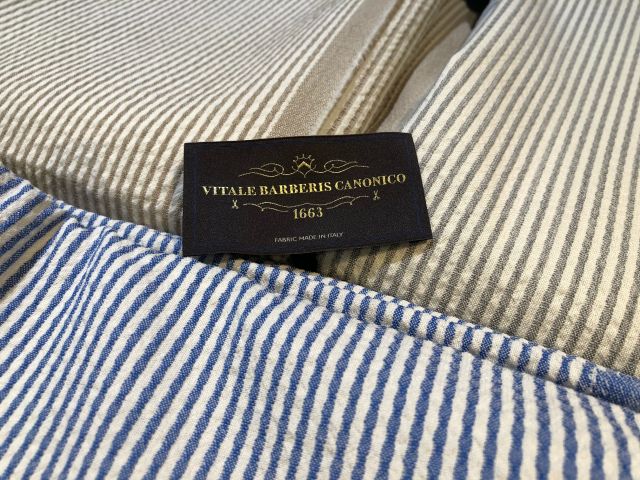 VITALE BARBERIS CANONICO
1663
FABRIC MADE IN ITALY